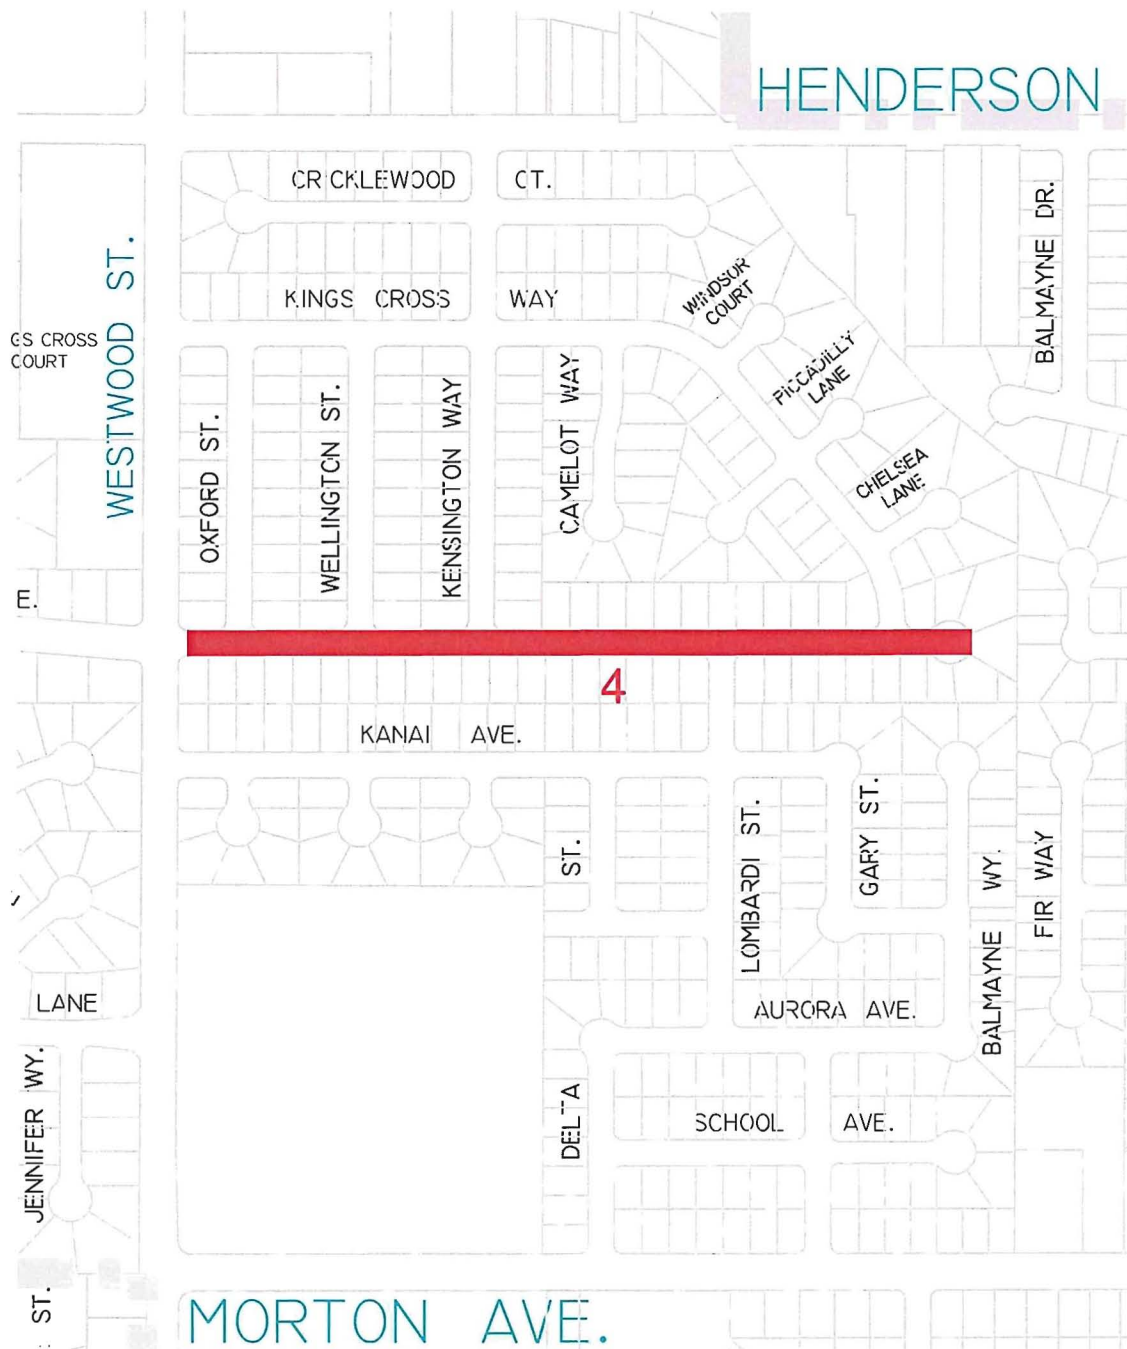 HENDERSON
CRICKLEWOOD CT.
BALMAYNE DR.
WESTWOOD ST.
WINDSOR
COURT
KINGS CROSS WAY
GS CROSS
COURT
PICCADILLY
LANE
OXFORD ST.
WELLINGTON ST.
KENSINGTON WAY
CAMELOT WAY
CHELSEA
LANE
E.
4
KANAI AVE.
DELTA ST.
LOMBARDI ST.
GARY ST.
BALMAYNE WY.
FIR WAY
LANE
AURORA AVE.
JENNIFER WY.
SCHOOL AVE.
ST.
MORTON AVE.